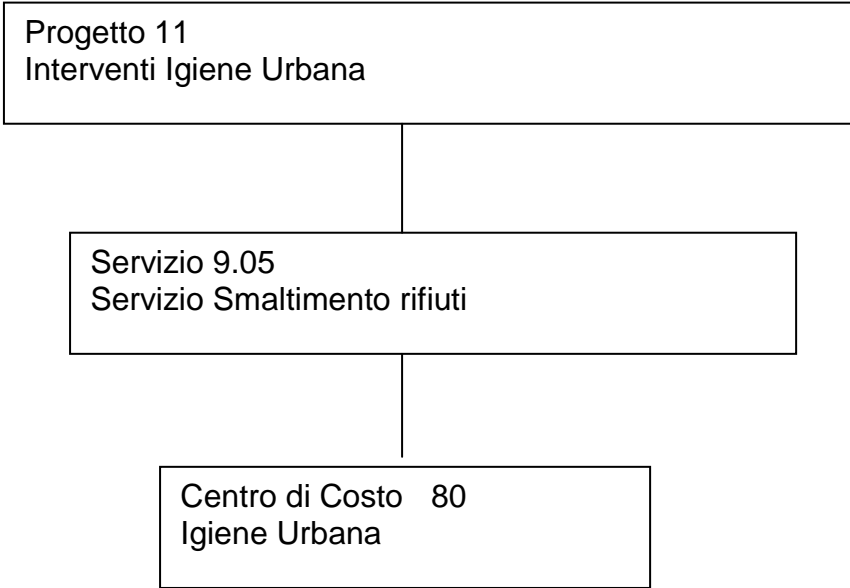 Progetto 11
Interventi Igiene Urbana
Servizio 9.05
Servizio Smaltimento rifiuti
Centro di Costo 80
Igiene Urbana